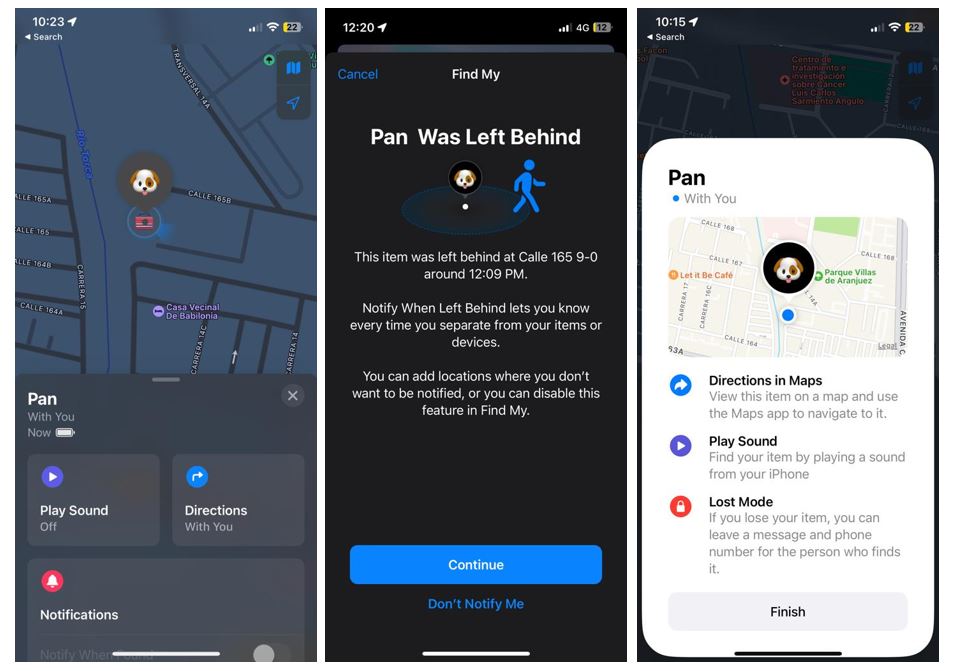 10:23
22
◀ Search
TRANSVERSAL 14A
Río Torca
CALLE 165A
CALLE 165B
CALLE 165
CALLE 164B
CARRERA 15
CALLE 164A
Casa Vecinal
De Babilonia
CARRERA 14C
CARRERA 14B
Pan
With You
Now
Play Sound
Off
Directions
With You
Notifications
Notify When Found
12:20
4G 12
Cancel
Find My
Pan Was Left Behind
This item was left behind at Calle 165 9-0
around 12:09 PM.
Notify When Left Behind lets you know
every time you separate from your items or
devices.
You can add locations where you don't
want to be notified, or you can disable this
feature in Find My.
Continue
Don't Notify Me
10:15
22
◀ Search
Centro de
tratamiento e
investigación
sobre Cáncer
Luis Carlos
Sarmiento Angulo
CARRERA
Pan
With You
CALLE 168
CALLE 167
CALLE 168
Let it Be Café
Parque Villas
de Aranjuez
CARRERA 17
CARRERA 16C
14A
CALLE 164
AVENIDA C.
63A
Legal
Directions in Maps
View this item on a map and use
the Maps app to navigate to it.
Play Sound
Find your item by playing a sound
from your iPhone
Lost Mode
If you lose your item, you can
leave a message and phone
number for the person who finds
it.
Finish